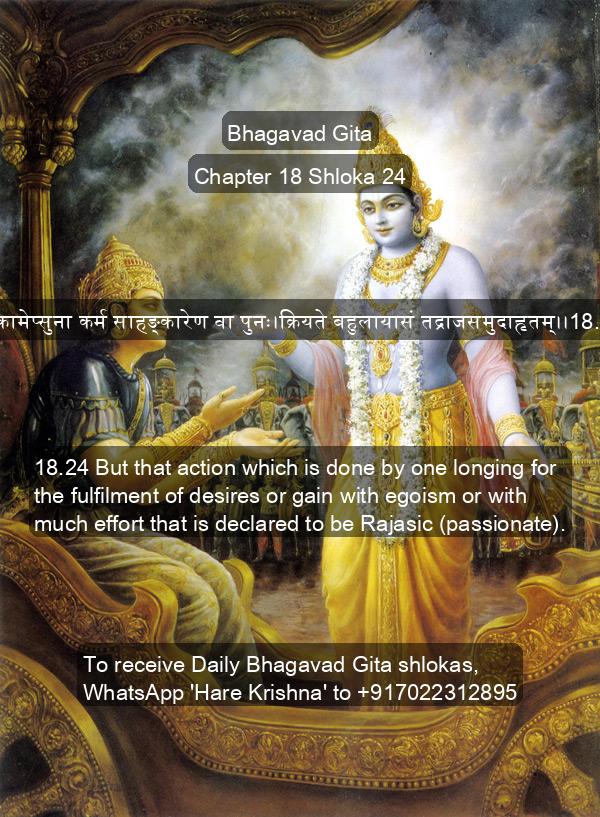 Bhagavad Gita
Chapter 18 Shloka 24
कामेप्सुना कर्म साहङ्कारेण वा पुनः।क्रियते बहुलायासं तद्राजसमुदाहृतम्।।18.
18.24 But that action which is done by one longing for
the fulfilment of desires or gain with egoism or with
much effort that is declared to be Rajasic (passionate).
To receive Daily Bhagavad Gita shlokas,
WhatsApp 'Hare Krishna' to +917022312895